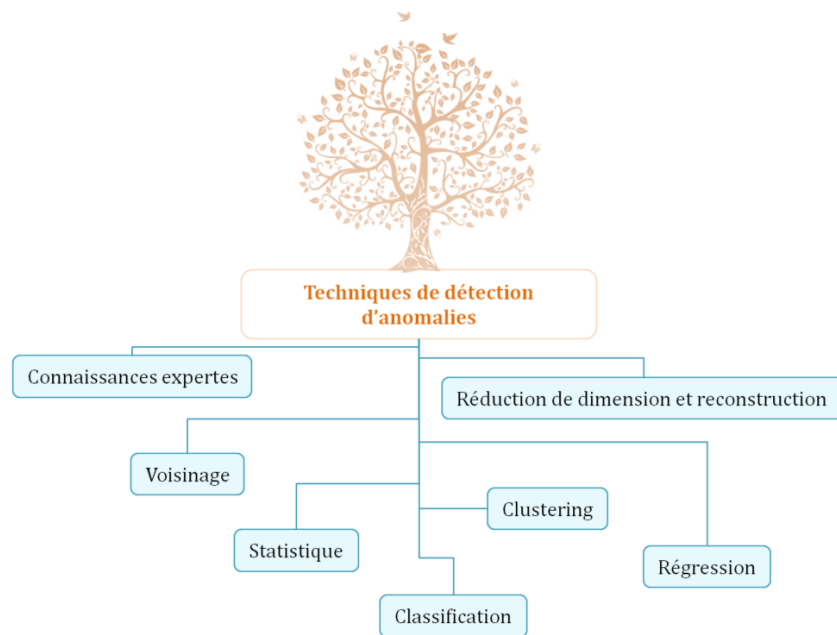 Techniques de détection
d'anomalies
Connaissances expertes
Réduction de dimension et reconstruction
Voisinage
Clustering
Statistique
Régression
Classification